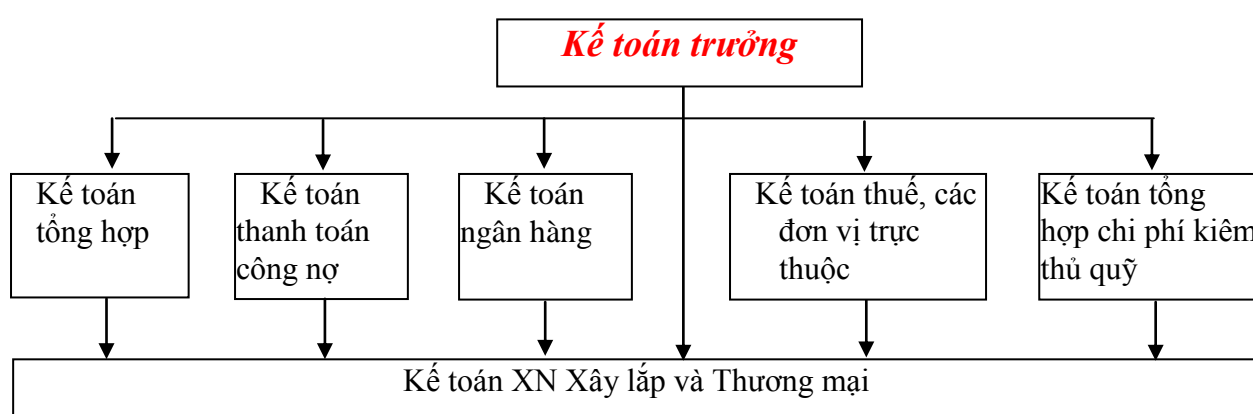 Kế toán trưởng
Kế toán
tổng hợp
Kế toán
thanh toán
công nợ
Kế toán
ngân hàng
Kế toán thuế, các
đơn vị trực
thuộc
Kế toán tổng
hợp chi phí kiêm
thủ quỹ
Kế toán XN Xây lắp và Thương mại